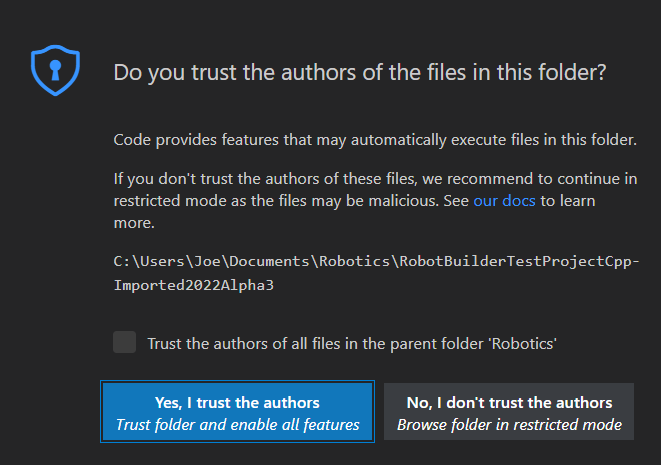 Do you trust the authors of the files in this folder?
Code provides features that may automatically execute files in this folder.
If you don't trust the authors of these files, we recommend to continue in
restricted mode as the files may be malicious. See our docs to learn
more.
C:\Users\Joe\Documents\Robotics\RobotBuilderTestProjectCpp-
Imported2022Alpha3
Trust the authors of all files in the parent folder 'Robotics'
Yes, I trust the authors
Trust folder and enable all features
No, I don't trust the authors
Browse folder in restricted mode